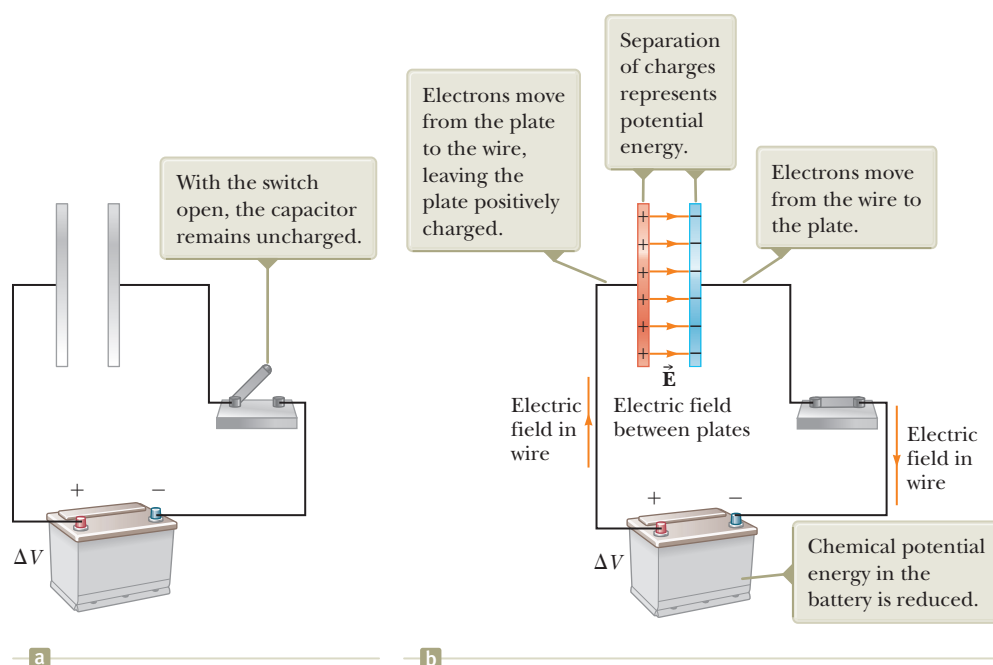 With the switch
open, the capacitor
remains uncharged.
+
−
ΔV
a
Electrons move
from the plate
to the wire,
leaving the
plate positively
charged.
Separation
of charges
represents
potential
energy.
Electrons move
from the wire to
the plate.
+ −
+ −
+ −
+ −
+ −
+ −
E⃗
Electric field
between plates
Electric
field in
wire
Electric
field in
wire
+
−
ΔV
Chemical potential
energy in the
battery is reduced.
b